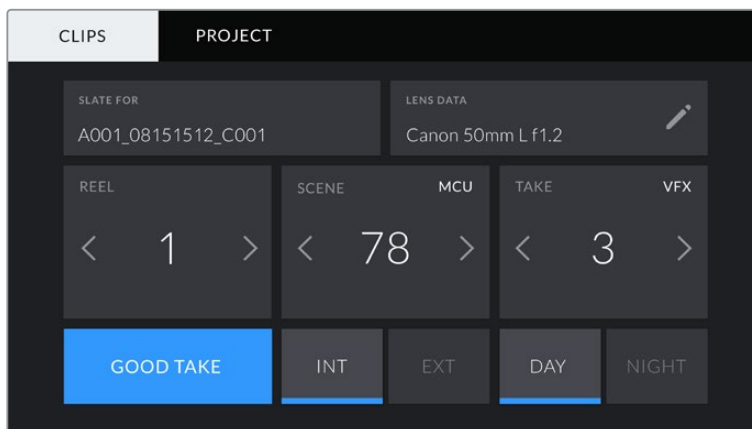 CLIPS PROJECT
SLATE FOR
A001_08151512_C001
LENS DATA
Canon 50mm L f1.2
REEL
1
SCENE MCU
78
TAKE VFX
3
GOOD TAKE
INT
EXT
DAY
NIGHT